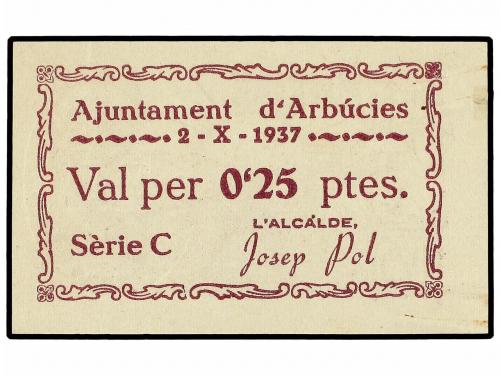 Ajuntament d'Arbúcies
2 - X - 1937
Val per 0'25 ptes.
L'ALCALDE,
Sèrie C
Josep Pol